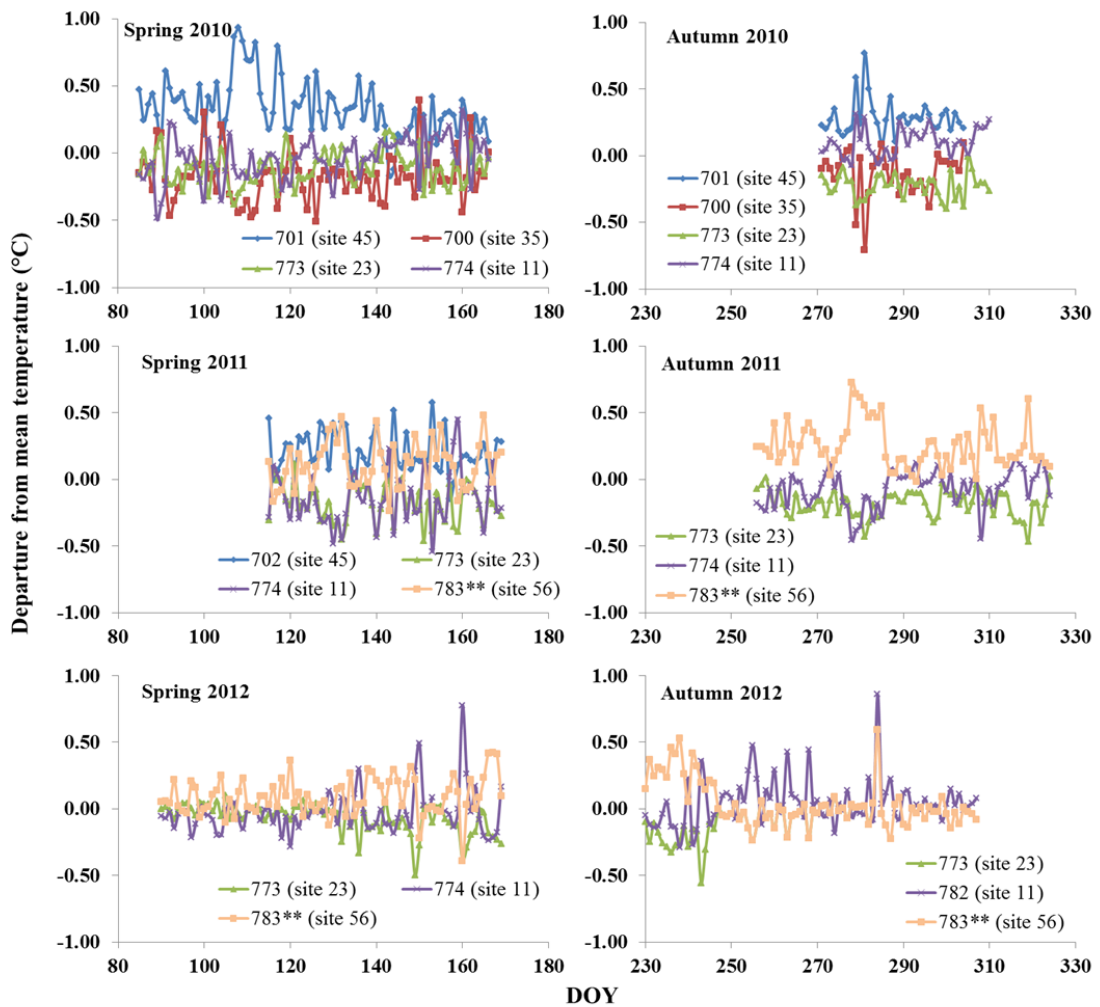 Departure from mean temperature (°C)
Spring 2010
1.00
0.50
0.00
-0.50
-1.00
80 100 120 140 160 180
701 (site 45) 700 (site 35)
773 (site 23) 774 (site 11)
Autumn 2010
1.00
0.50
0.00
-0.50
-1.00
230 250 270 290 310 330
701 (site 45)
700 (site 35)
773 (site 23)
774 (site 11)
Spring 2011
1.00
0.50
0.00
-0.50
-1.00
80 100 120 140 160 180
702 (site 45) 773 (site 23)
774 (site 11) 783** (site 56)
Autumn 2011
1.00
0.50
0.00
-0.50
-1.00
230 250 270 290 310 330
773 (site 23)
774 (site 11)
783** (site 56)
Spring 2012
1.00
0.50
0.00
-0.50
-1.00
80 100 120 140 160 180
773 (site 23) 774 (site 11)
783** (site 56)
Autumn 2012
1.00
0.50
0.00
-0.50
-1.00
230 250 270 290 310 330
773 (site 23)
782 (site 11)
783** (site 56)
DOY